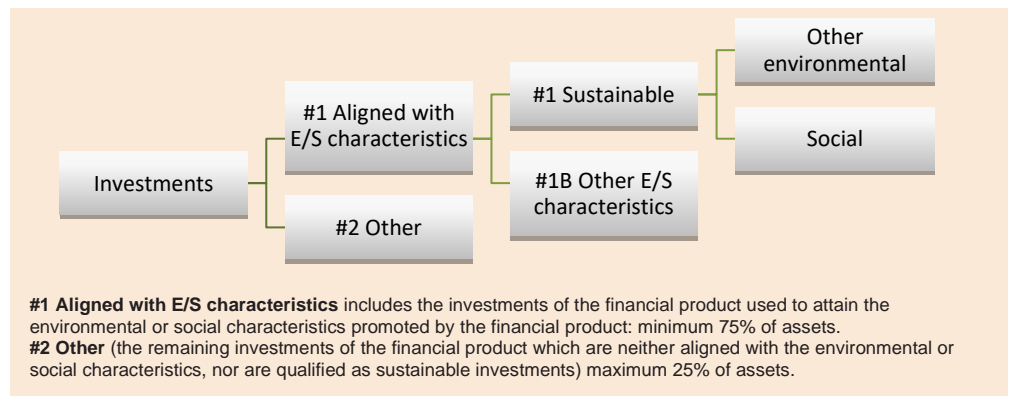 Investments
#1 Aligned with
E/S characteristics
#2 Other
#1 Sustainable
#1B Other E/S
characteristics
Other
environmental
Social
#1 Aligned with E/S characteristics includes the investments of the financial product used to attain the
environmental or social characteristics promoted by the financial product: minimum 75% of assets.
#2 Other (the remaining investments of the financial product which are neither aligned with the environmental or
social characteristics, nor are qualified as sustainable investments) maximum 25% of assets.